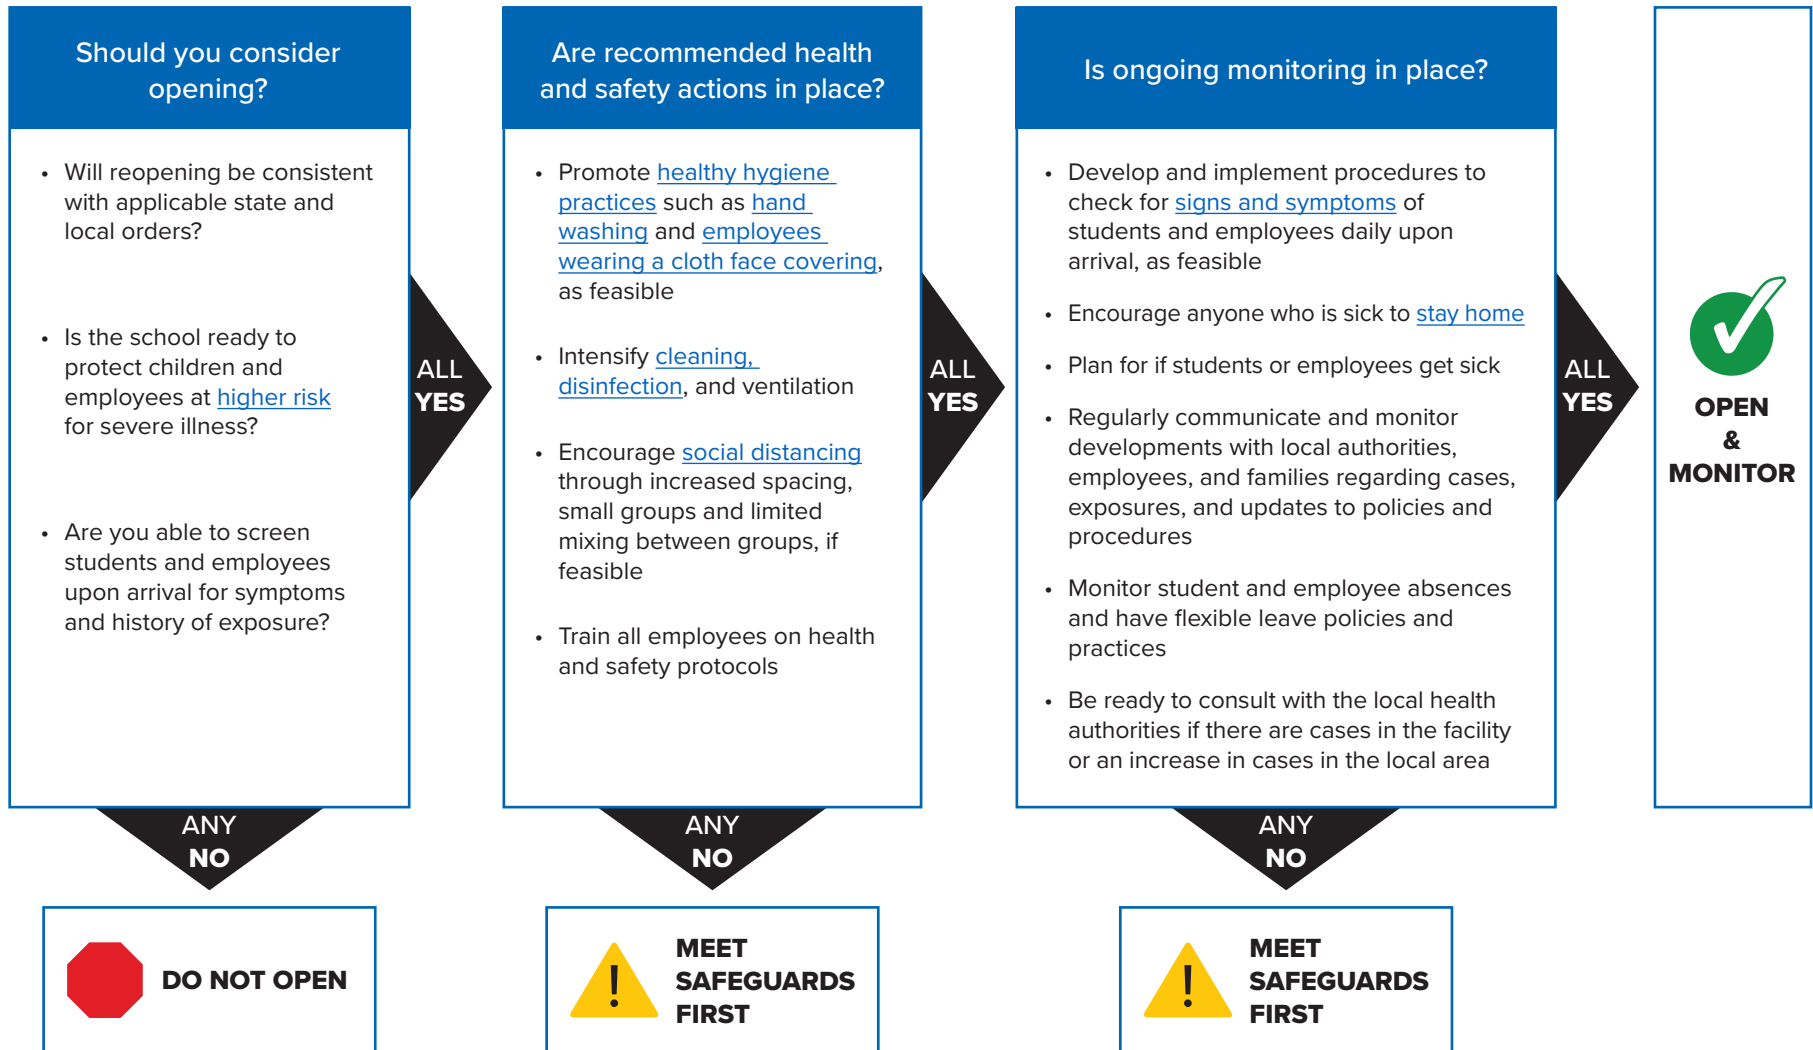 Should you consider
opening?
• Will reopening be consistent
with applicable state and
local orders?
• Is the school ready to
protect children and
employees at higher risk
for severe illness?
• Are you able to screen
students and employees
upon arrival for symptoms
and history of exposure?
ALL
YES
ANY
NO
DO NOT OPEN
Are recommended health
and safety actions in place?
• Promote healthy hygiene
practices such as hand
washing and employees
wearing a cloth face covering,
as feasible
• Intensify cleaning,
disinfection, and ventilation
• Encourage social distancing
through increased spacing,
small groups and limited
mixing between groups, if
feasible
• Train all employees on health
and safety protocols
ALL
YES
ANY
NO
MEET
SAFEGUARDS
FIRST
Is ongoing monitoring in place?
• Develop and implement procedures to
check for signs and symptoms of
students and employees daily upon
arrival, as feasible
• Encourage anyone who is sick to stay home
• Plan for if students or employees get sick
• Regularly communicate and monitor
developments with local authorities,
employees, and families regarding cases,
exposures, and updates to policies and
procedures
• Monitor student and employee absences
and have flexible leave policies and
practices
• Be ready to consult with the local health
authorities if there are cases in the facility
or an increase in cases in the local area
ALL
YES
ANY
NO
MEET
SAFEGUARDS
FIRST
OPEN
&
MONITOR